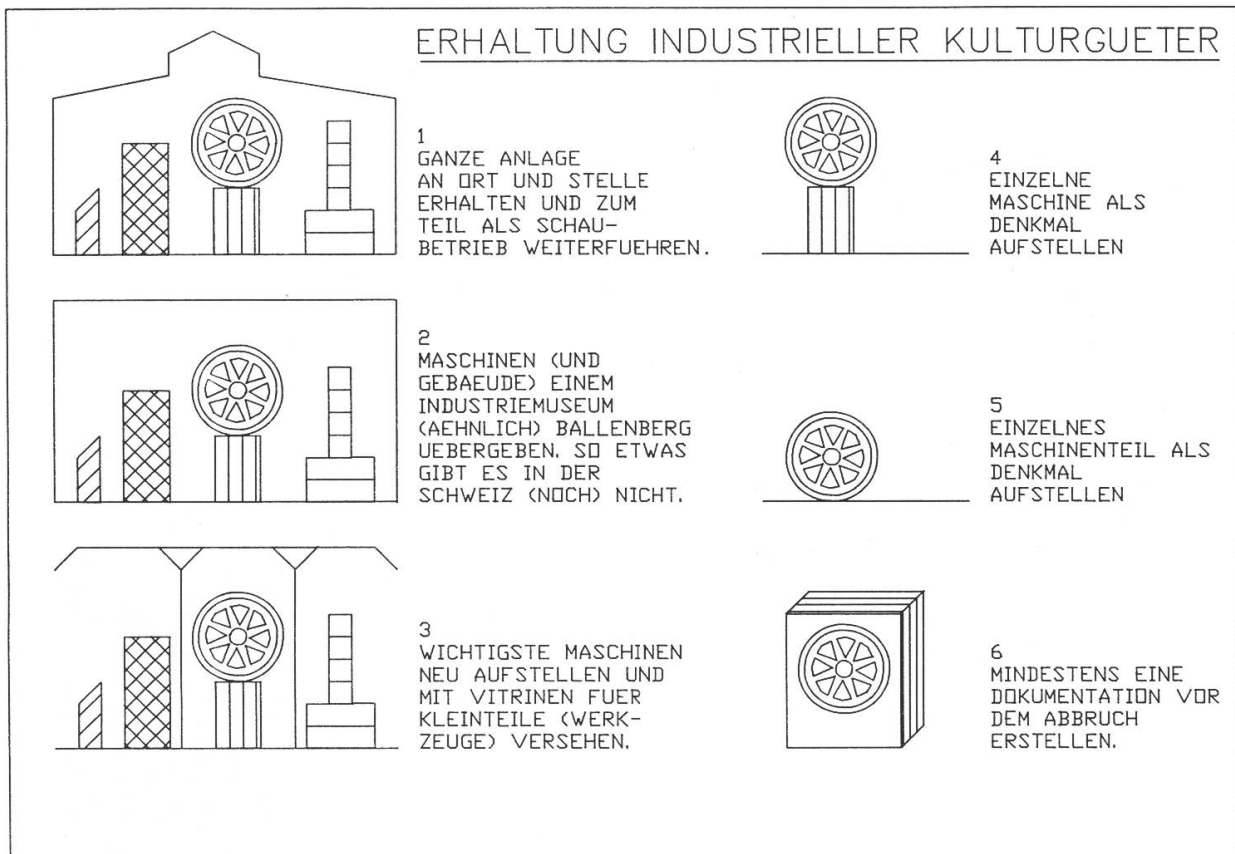 ERHALTUNG INDUSTRIELLER KULTURGUETER
1
GANZE ANLAGE
AN ORT UND STELLE
ERHALTEN UND ZUM
TEIL ALS SCHAU-
BETRIEB WEITERFUEHREN.
2
MASCHINEN (UND
GEBAEUDE) EINEM
INDUSTRIEMUSEUM
(AEHNLICH) BALLENBERG
UEBERGEBEN. SO ETWAS
GIBT ES IN DER
SCHWEIZ (NOCH) NICHT.
3
WICHTIGSTE MASCHINEN
NEU AUFSTELLEN UND
MIT VITRINEN FUER
KLEINTEILE (WERK-
ZEUGE) VERSEHEN.
4
EINZELNE
MASCHINE ALS
DENKMAL
AUFSTELLEN
5
EINZELNES
MASCHINENTEIL ALS
DENKMAL
AUFSTELLEN
6
MINDESTENS EINE
DOKUMENTATION VOR
DEM ABBRUCH
ERSTELLEN.